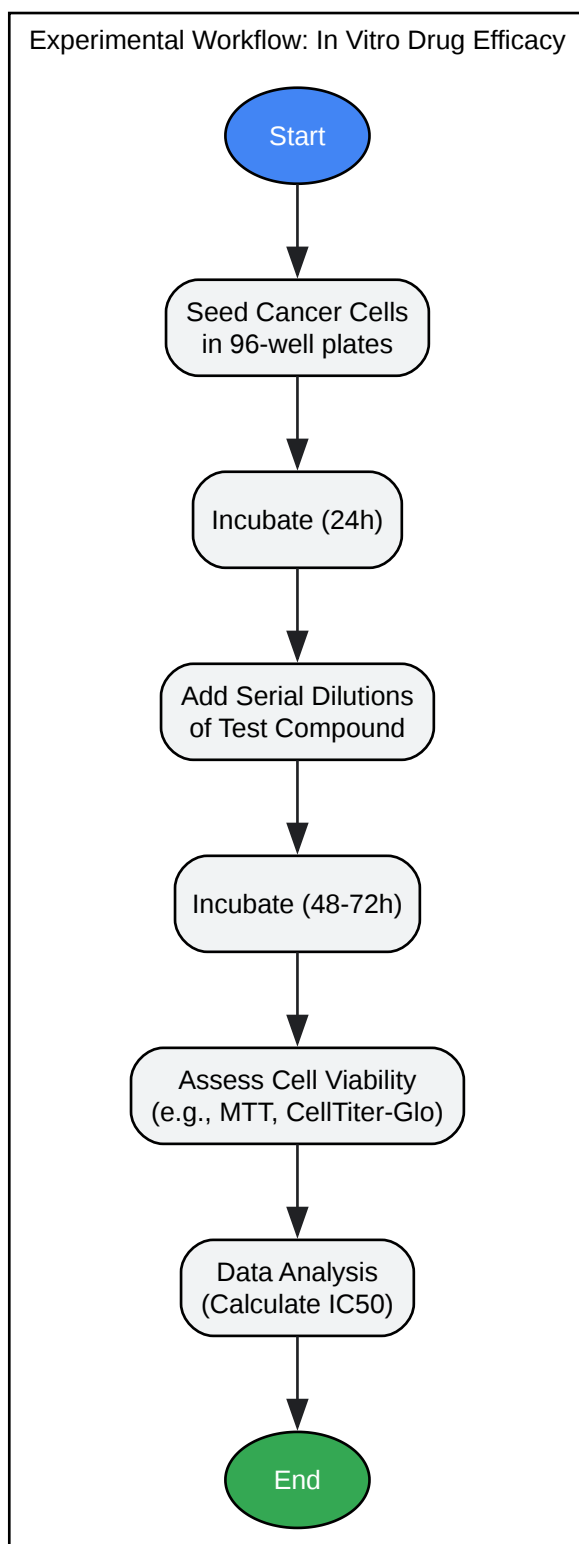 Experimental Workflow: In Vitro Drug Efficacy
Start
Seed Cancer Cells
in 96-well plates
Incubate (24h)
Add Serial Dilutions
of Test Compound
Incubate (48-72h)
Assess Cell Viability
(e.g., MTT, CellTiter-Glo)
Data Analysis
(Calculate IC50)
End